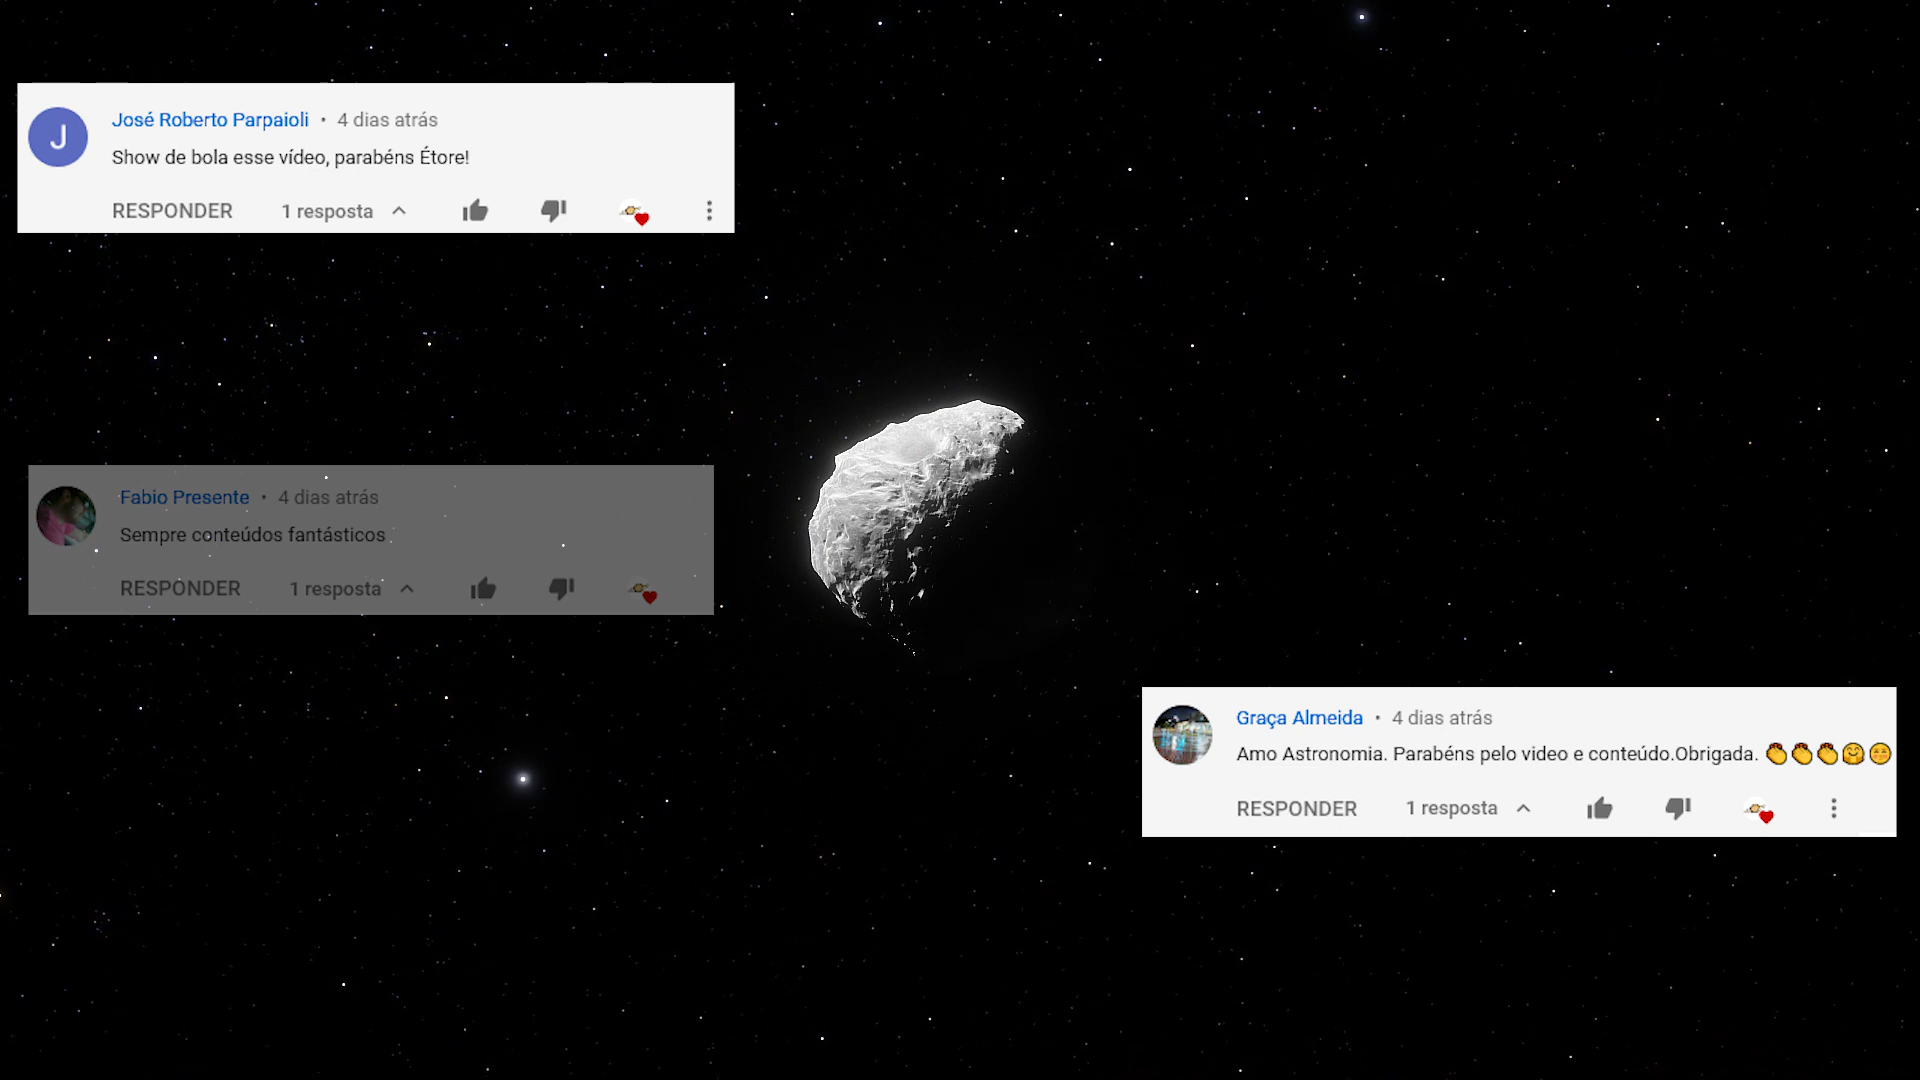 J
José Roberto Parpaioli • 4 dias atrás
Show de bola esse vídeo, parabéns Étore!
RESPONDER 1 resposta
Fabio Presente • 4 dias atrás
Sempre conteúdos fantásticos
RESPONDER 1 resposta
Graça Almeida • 4 dias atrás
Amo Astronomia. Parabéns pelo video e conteúdo.Obrigada. 👏👏👏🤗😁
RESPONDER 1 resposta